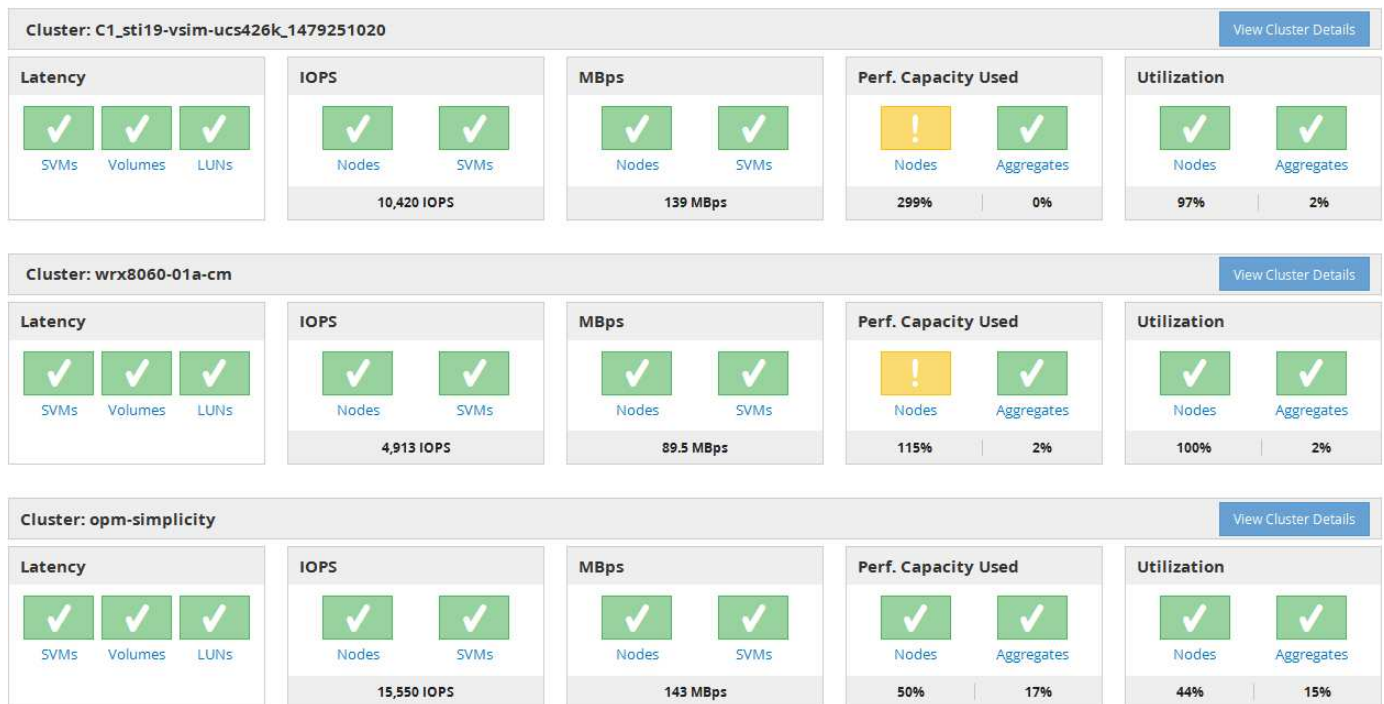 Cluster: C1_sti19-vsim-ucs426k_1479251020 View Cluster Details
Latency IOPS MBps Perf. Capacity Used Utilization
! 
SVMs Volumes LUNs Nodes SVMs Nodes SVMs Nodes Aggregates Nodes Aggregates
10,420 IOPS 139 MBps 299% 0% 97% 2%
Cluster: wrx8060-01a-cm View Cluster Details
Latency IOPS MBps Perf. Capacity Used Utilization
!
SVMs Volumes LUNs Nodes SVMs Nodes SVMs Nodes Aggregates Nodes Aggregates
4,913 IOPS 89.5 MBps 115% 2% 100% 2%
Cluster: opm-simplicity View Cluster Details
Latency IOPS MBps Perf. Capacity Used Utilization
SVMs Volumes LUNs Nodes SVMs Nodes SVMs Nodes Aggregates Nodes Aggregates
15,550 IOPS 143 MBps 50% 17% 44% 15%